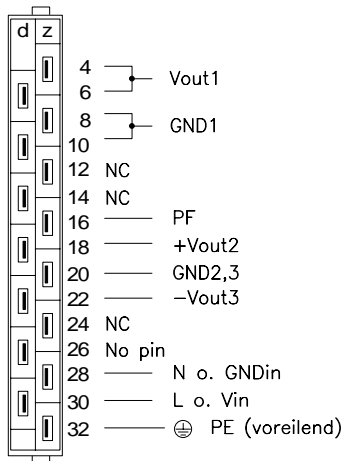 d z
4
Vout1
6
8
GND1
10
12 NC
14 NC
16 PF
18 +Vout2
20 GND2,3
22 −Vout3
24 NC
26 No pin
28 N o. GNDin
30 L o. Vin
32 PE (voreilend)